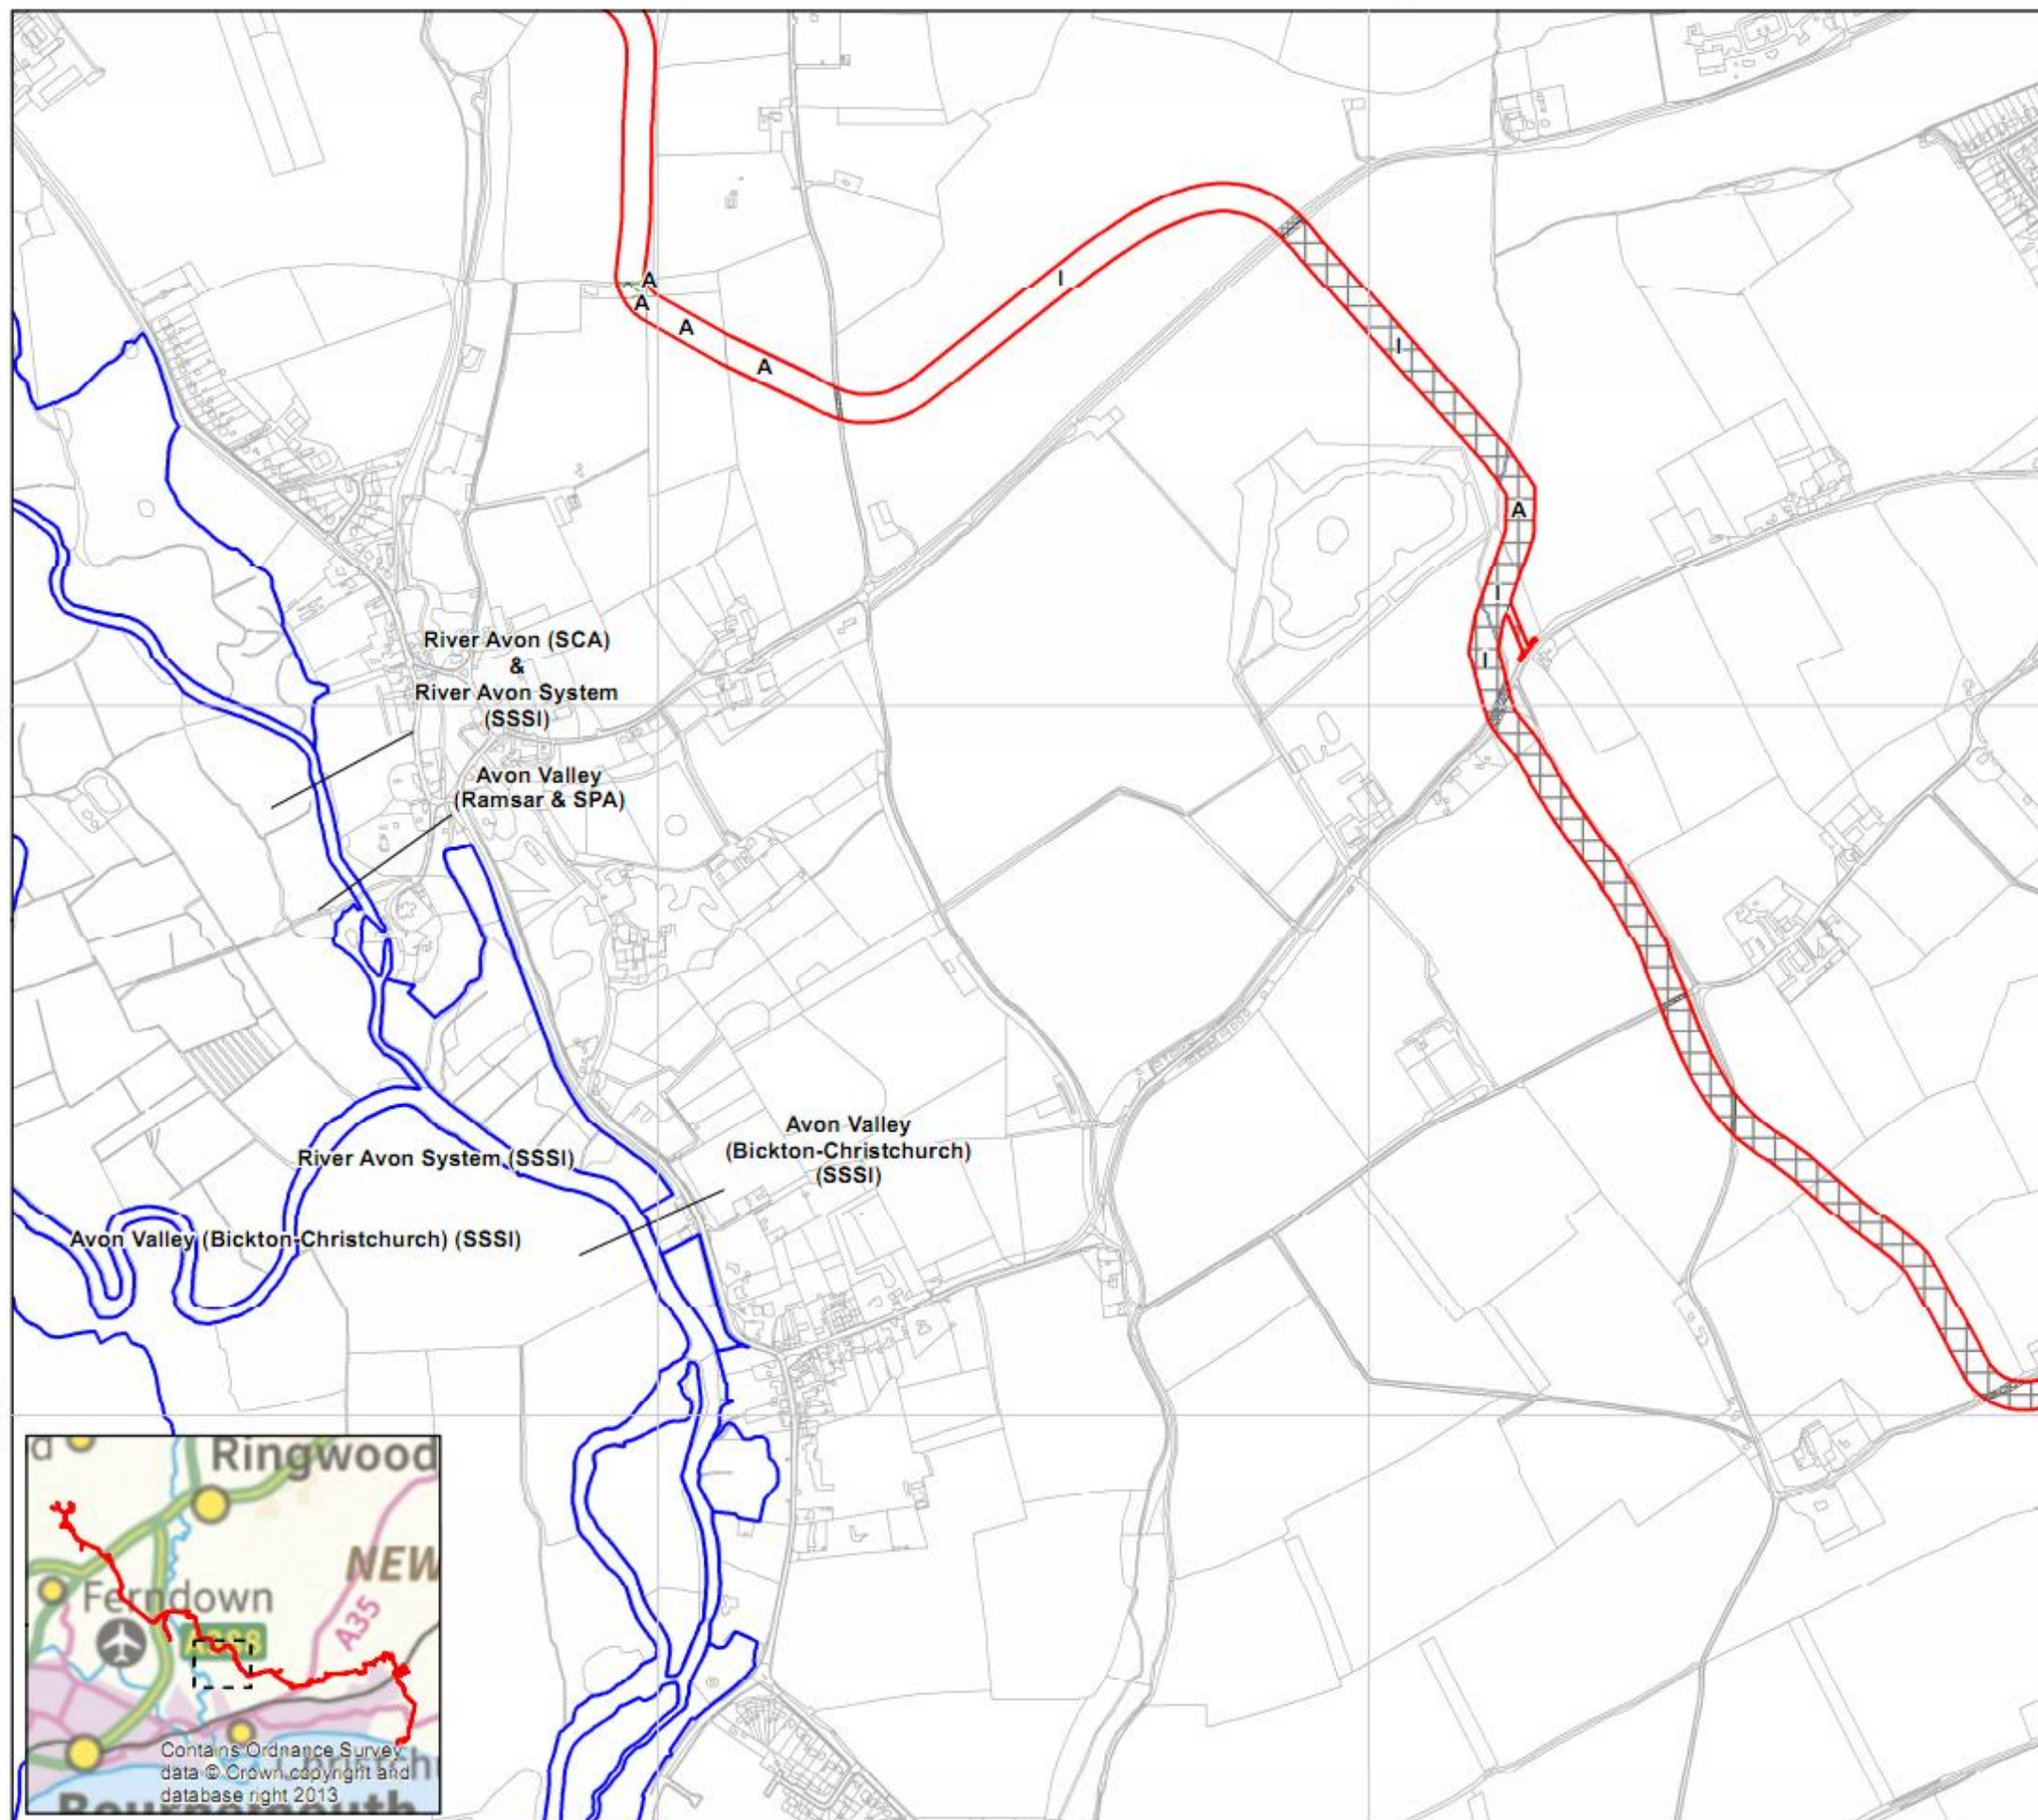 A
A
A
A
I
I
A
I
I
River Avon (SCA)
&
River Avon System
(SSSI)
Avon Valley
(Ramsar & SPA)
Avon Valley
(Bickton-Christchurch)
(SSSI)
River Avon System (SSSI)
Avon Valley (Bickton-Christchurch) (SSSI)
d
Ringwood
NEW
Ferndown
A35
A338
Contains Ordnance Survey
data © Crown copyright and
database right 2013
Bournemouth